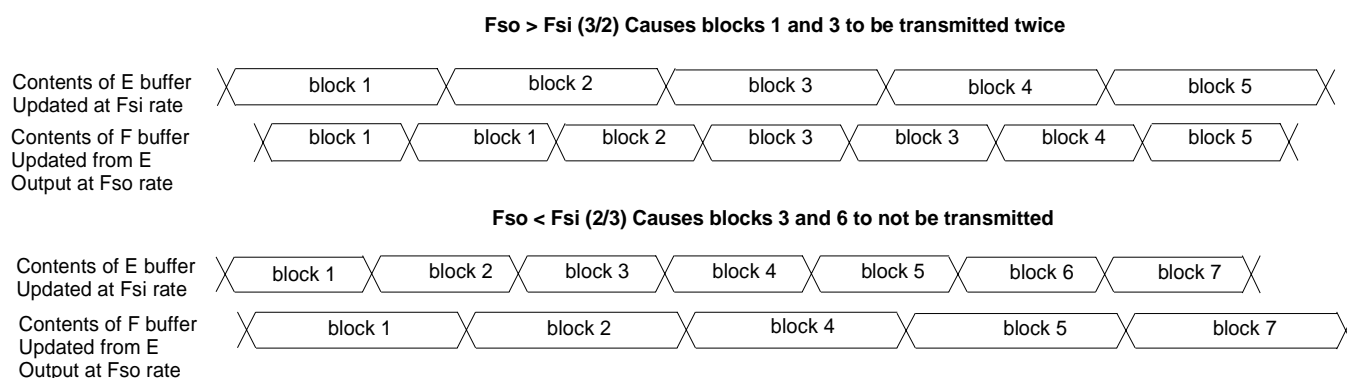 Fso > Fsi (3/2) Causes blocks 1 and 3 to be transmitted twice
Contents of E buffer
Updated at Fsi rate
block 1 block 2 block 3 block 4 block 5
Contents of F buffer
Updated from E
Output at Fso rate
block 1 block 1 block 2 block 3 block 3 block 4 block 5
Fso < Fsi (2/3) Causes blocks 3 and 6 to not be transmitted
Contents of E buffer
Updated at Fsi rate
block 1 block 2 block 3 block 4 block 5 block 6 block 7
Contents of F buffer
Updated from E
Output at Fso rate
block 1 block 2 block 4 block 5 block 7